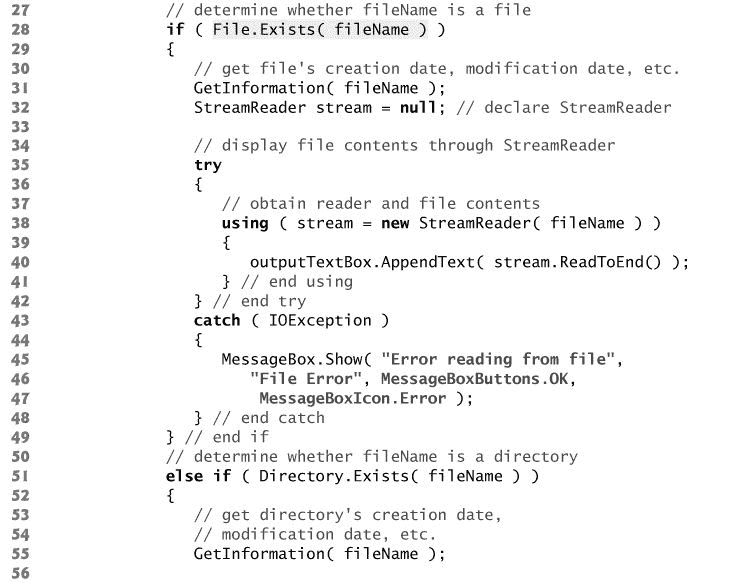 27 // determine whether fileName is a file
28 if ( File.Exists( fileName ) )
29 {
30 // get file's creation date, modification date, etc.
31 GetInformation( fileName );
32 StreamReader stream = null; // declare StreamReader
33
34 // display file contents through StreamReader
35 try
36 {
37 // obtain reader and file contents
38 using ( stream = new StreamReader( fileName ) )
39 {
40 outputTextBox.AppendText( stream.ReadToEnd() );
41 } // end using
42 } // end try
43 catch ( IOException )
44 {
45 MessageBox.Show( "Error reading from file",
46 "File Error", MessageBoxButtons.OK,
47 MessageBoxIcon.Error );
48 } // end catch
49 } // end if
50 // determine whether fileName is a directory
51 else if ( Directory.Exists( fileName ) )
52 {
53 // get directory's creation date,
54 // modification date, etc.
55 GetInformation( fileName );
56